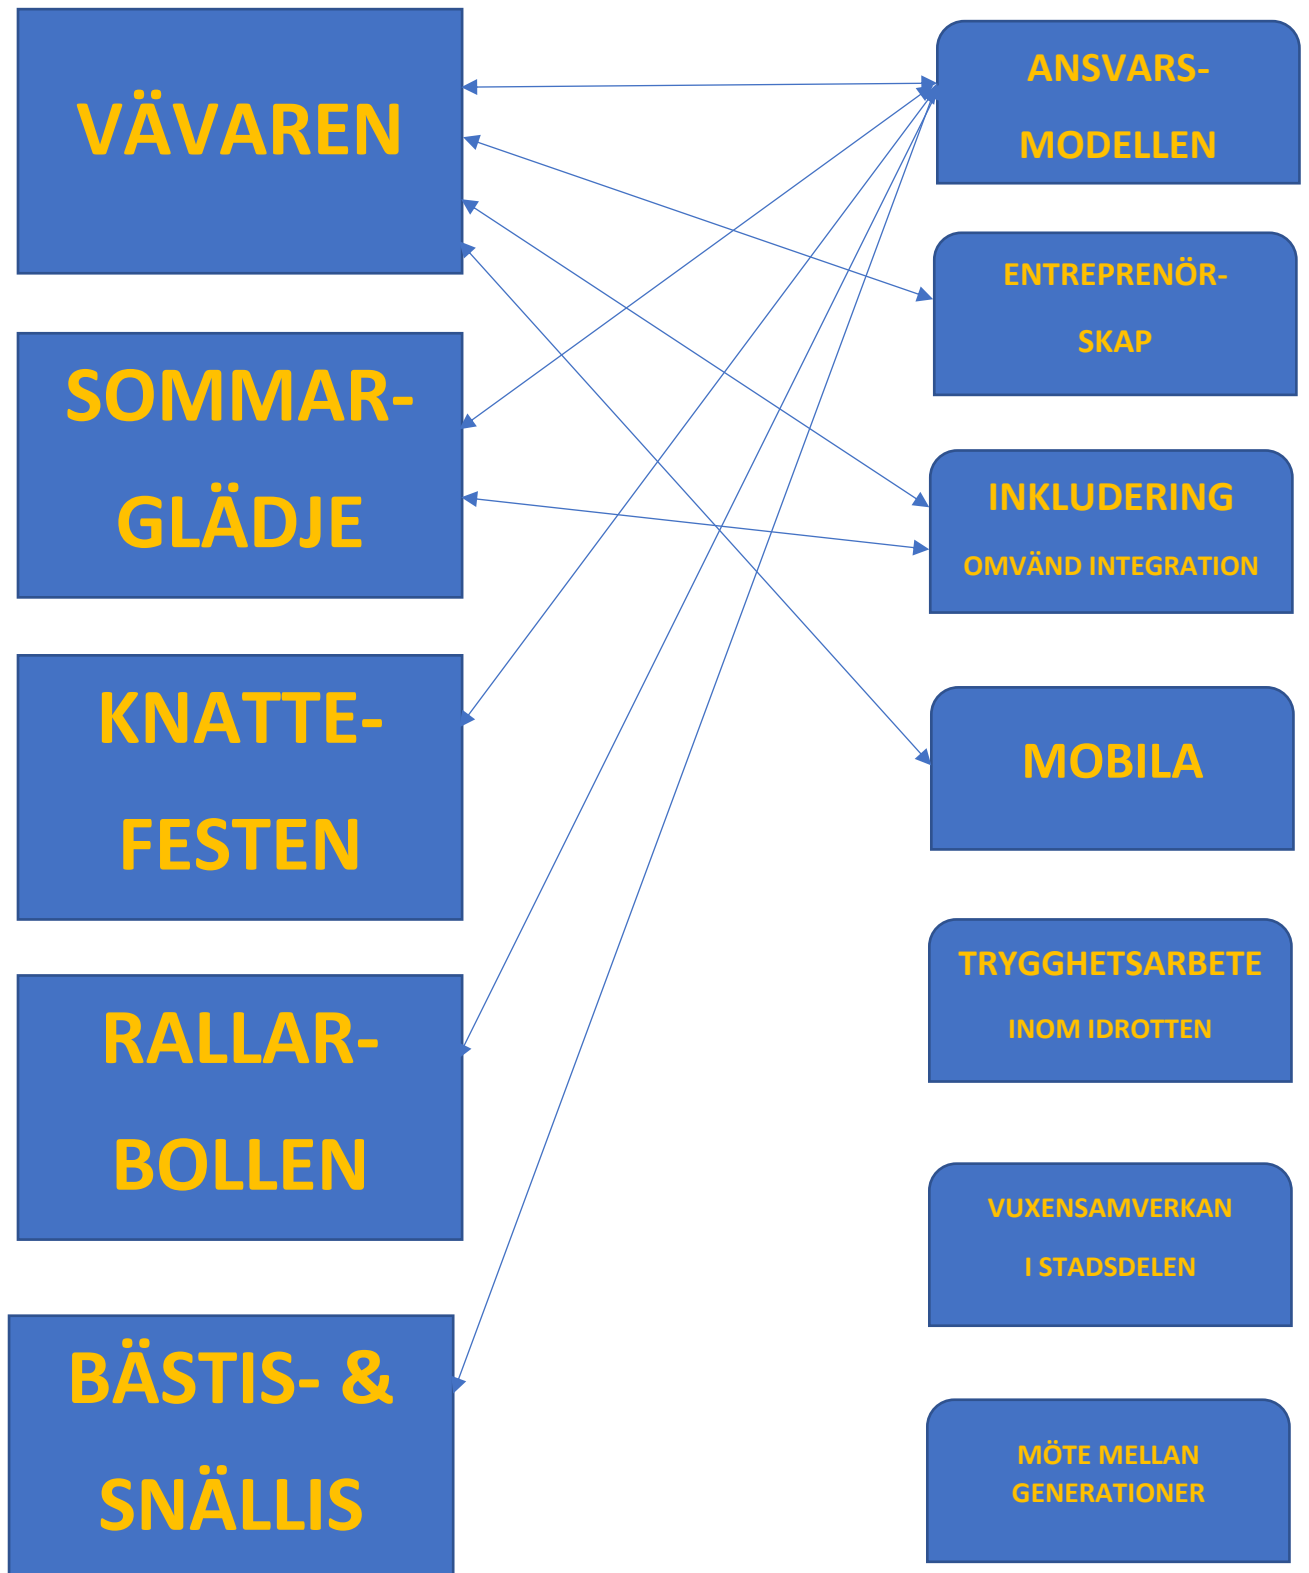 VÄVAREN
SOMMAR-
GLÄDJE
KNATTE-
FESTEN
RALLAR-
BOLLEN
BÄSTIS- &
SNÄLLIS
ANSVARS-
MODELLEN
ENTREPRENÖR-
SKAP
INKLUDERING
OMVÄND INTEGRATION
MOBILA
TRYGGHETSARBETE
INOM IDROTTEN
VUXENSAMVERKAN
I STADSDELEN
MÖTE MELLAN
GENERATIONER